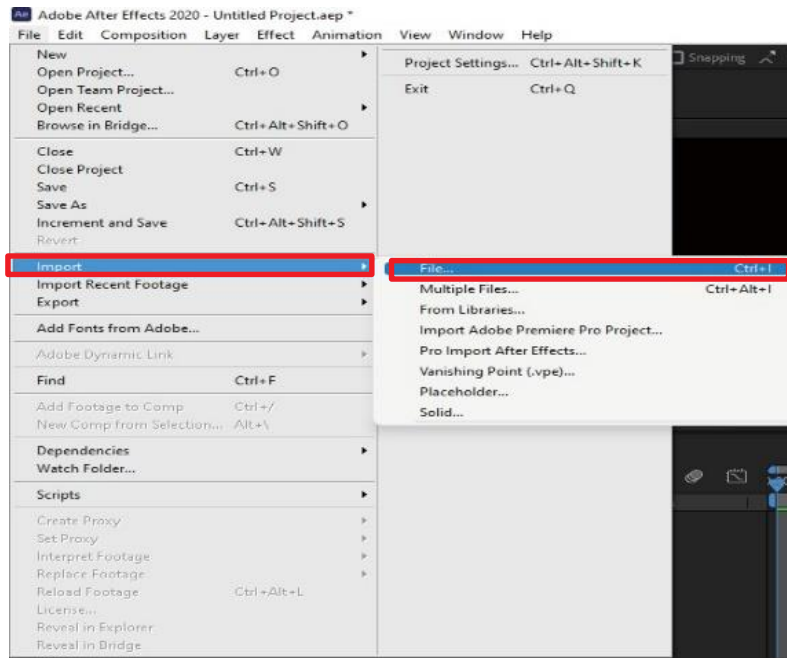 Ae Adobe After Effects 2020 - Untitled Project.aep *
File Edit Composition Layer Effect Animation View Window Help
New
Open Project... Ctrl+O
Open Team Project...
Open Recent
Browse in Bridge... Ctrl+Alt+Shift+O
Close Ctrl+W
Close Project
Save Ctrl+S
Save As
Increment and Save Ctrl+Alt+Shift+S
Revert
Import
Import Recent Footage
Export
Add Fonts from Adobe...
Adobe Dynamic Link
Find Ctrl+F
Add Footage to Comp Ctrl+/
New Comp from Selection... Alt+\
Dependencies
Watch Folder...
Scripts
Create Proxy
Set Proxy
Interpret Footage
Replace Footage
Reload Footage Ctrl+Alt+L
License...
Reveal in Explorer
Reveal in Bridge
Project Settings... Ctrl+Alt+Shift+K
Exit Ctrl+Q
Snapping
File... Ctrl+I
Multiple Files... Ctrl+Alt+I
From Libraries...
Import Adobe Premiere Pro Project...
Pro Import After Effects...
Vanishing Point (.vpe)...
Placeholder...
Solid...